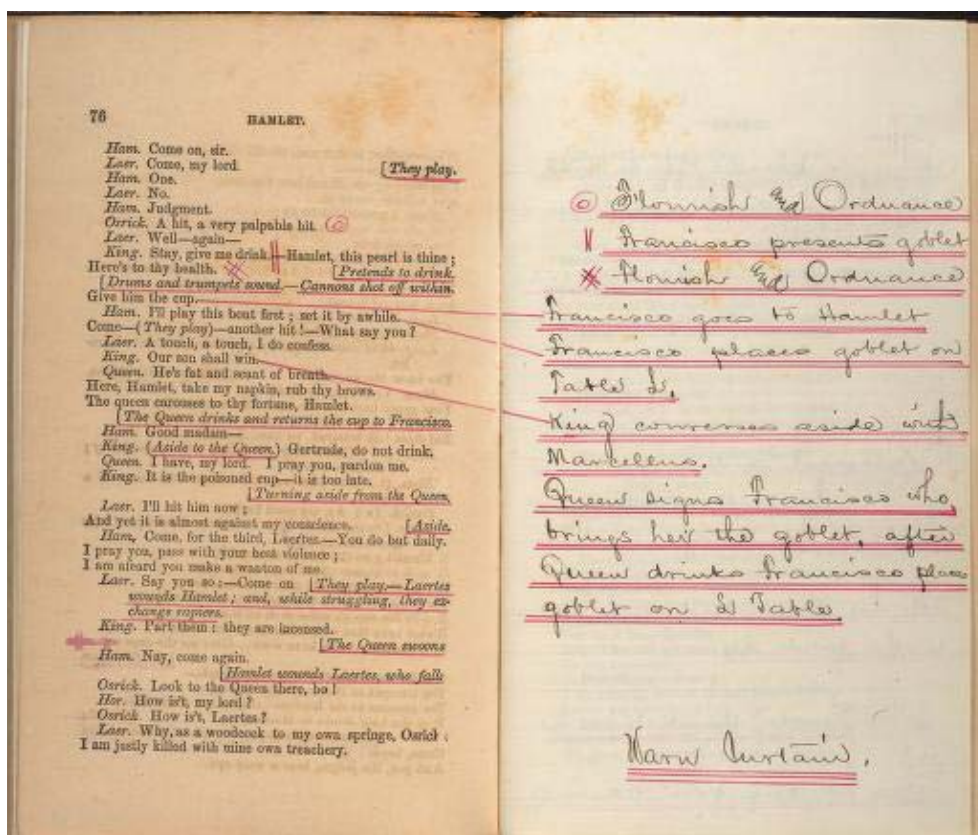 76 HAMLET.
Ham. Come on, sir.
Laer. Come, my lord. [They play.
Ham. One.
Laer. No.
Ham. Judgment.
Osrick. A hit, a very palpable hit.
Laer. Well—again—
King. Stay, give me drink. Hamlet, this pearl is thine;
Here's to thy health. [Pretends to drink.
[Drums and trumpets sound.—Cannons shot off within.
Give him the cup.
Ham. I'll play this bout first; set it by awhile.
Come—(They play)—another hit!—What say you?
Laer. A touch, a touch, I do confess.
King. Our son shall win.
Queen. He's fat and scant of breath.
Here, Hamlet, take my napkin, rub thy brows.
The queen carouses to thy fortune, Hamlet.
[The Queen drinks and returns the cup to Francisco.
Ham. Good madam—
King. (Aside to the Queen.) Gertrude, do not drink.
Queen. I have, my lord. I pray you, pardon me.
King. It is the poisoned cup—it is too late.
[Turning aside from the Queen.
Laer. I'll hit him now;
And yet it is almost against my conscience. [Aside.
Ham. Come, for the third, Laertes.—You do but dally.
I pray you, pass with your best violence;
I am afeard you make a wanton of me.
Laer. Say you so:—Come on [They play.—Laertes
wounds Hamlet; and, while struggling, they ex-
change rapiers.
King. Part them: they are incensed.
[The Queen swoons
Ham. Nay, come again.
[Hamlet wounds Laertes, who falls
Osrick. Look to the Queen there, ho!
Hor. How is't, my lord?
Osrick. How is't, Laertes?
Laer. Why, as a woodcock to my own springe, Osrick:
I am justly killed with mine own treachery.
Flourish and Ordnance
Francisco presents goblet
Flourish and Ordnance
Francisco goes to Hamlet
Francisco places goblet on
Table L.
King converses aside with
Marcellus.
Queen signs Francisco who,
brings her the goblet, after
Queen drinks Francisco places
goblet on L Table
Warn Curtain.